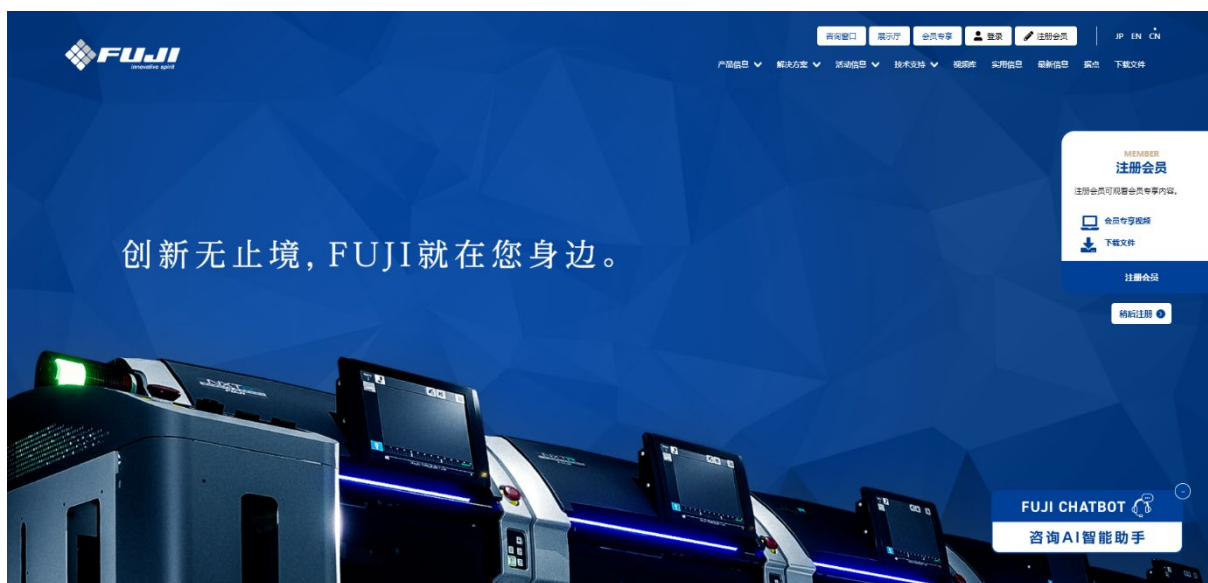 咨询窗口
展示厅
会员专享
登录
注册会员
JP EN CN
FUJI
innovative spirit
产品信息
解决方案
活动信息
技术支持
视频库
实用信息
最新信息
据点
下载文件
MEMBER
注册会员
注册会员可观看会员专享内容。
会员专享视频
下载文件
注册会员
稍后注册
创新无止境, FUJI就在您身边。
NXT
NXTR
FUJI CHATBOT
咨询AI智能助手